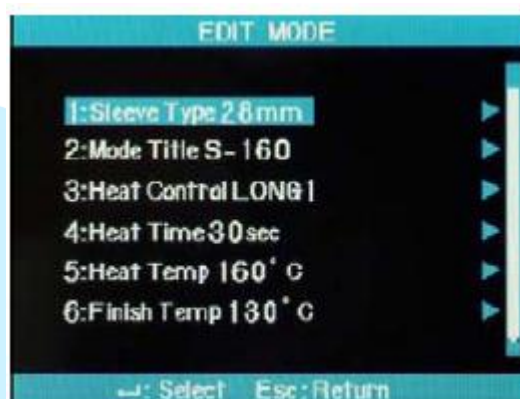 EDIT MODE
1:Sleeve Type 28mm
2:Mode Title S-160
3:Heat Control LONG1
4:Heat Time 30sec
5:Heat Temp 160°C
6:Finish Temp 130°C
↵: Select Esc:Return